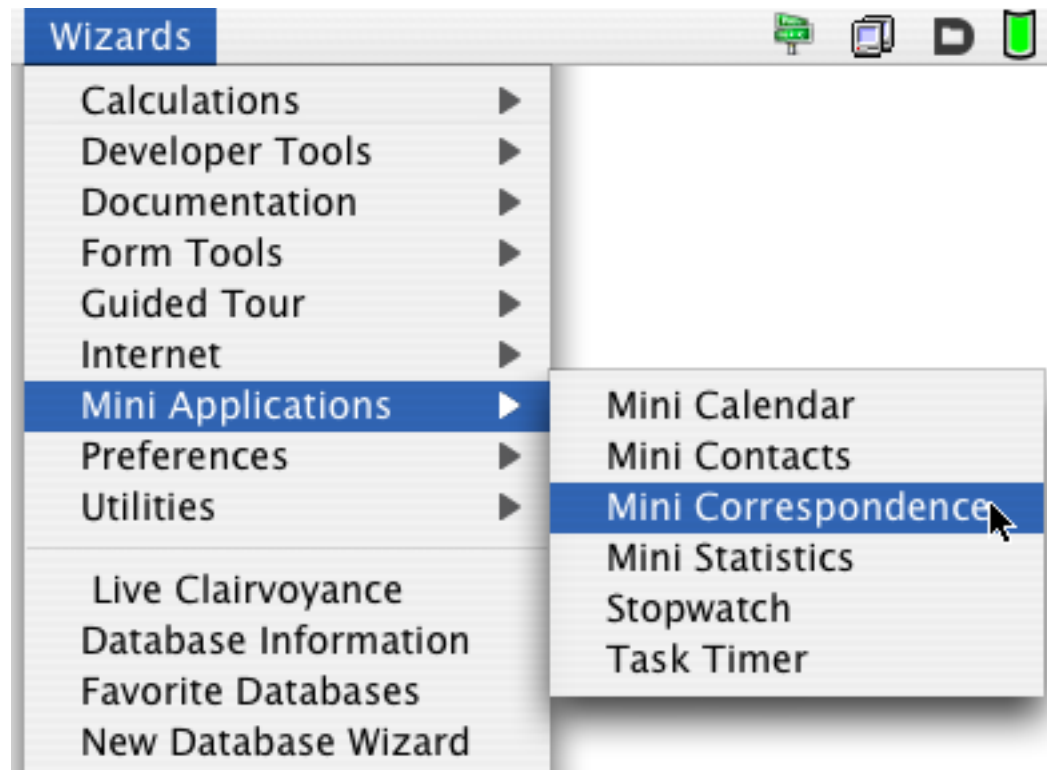 Wizards
Calculations
Developer Tools
Documentation
Form Tools
Guided Tour
Internet
Mini Applications
Preferences
Utilities
Live Clairvoyance
Database Information
Favorite Databases
New Database Wizard
Mini Calendar
Mini Contacts
Mini Correspondence
Mini Statistics
Stopwatch
Task Timer